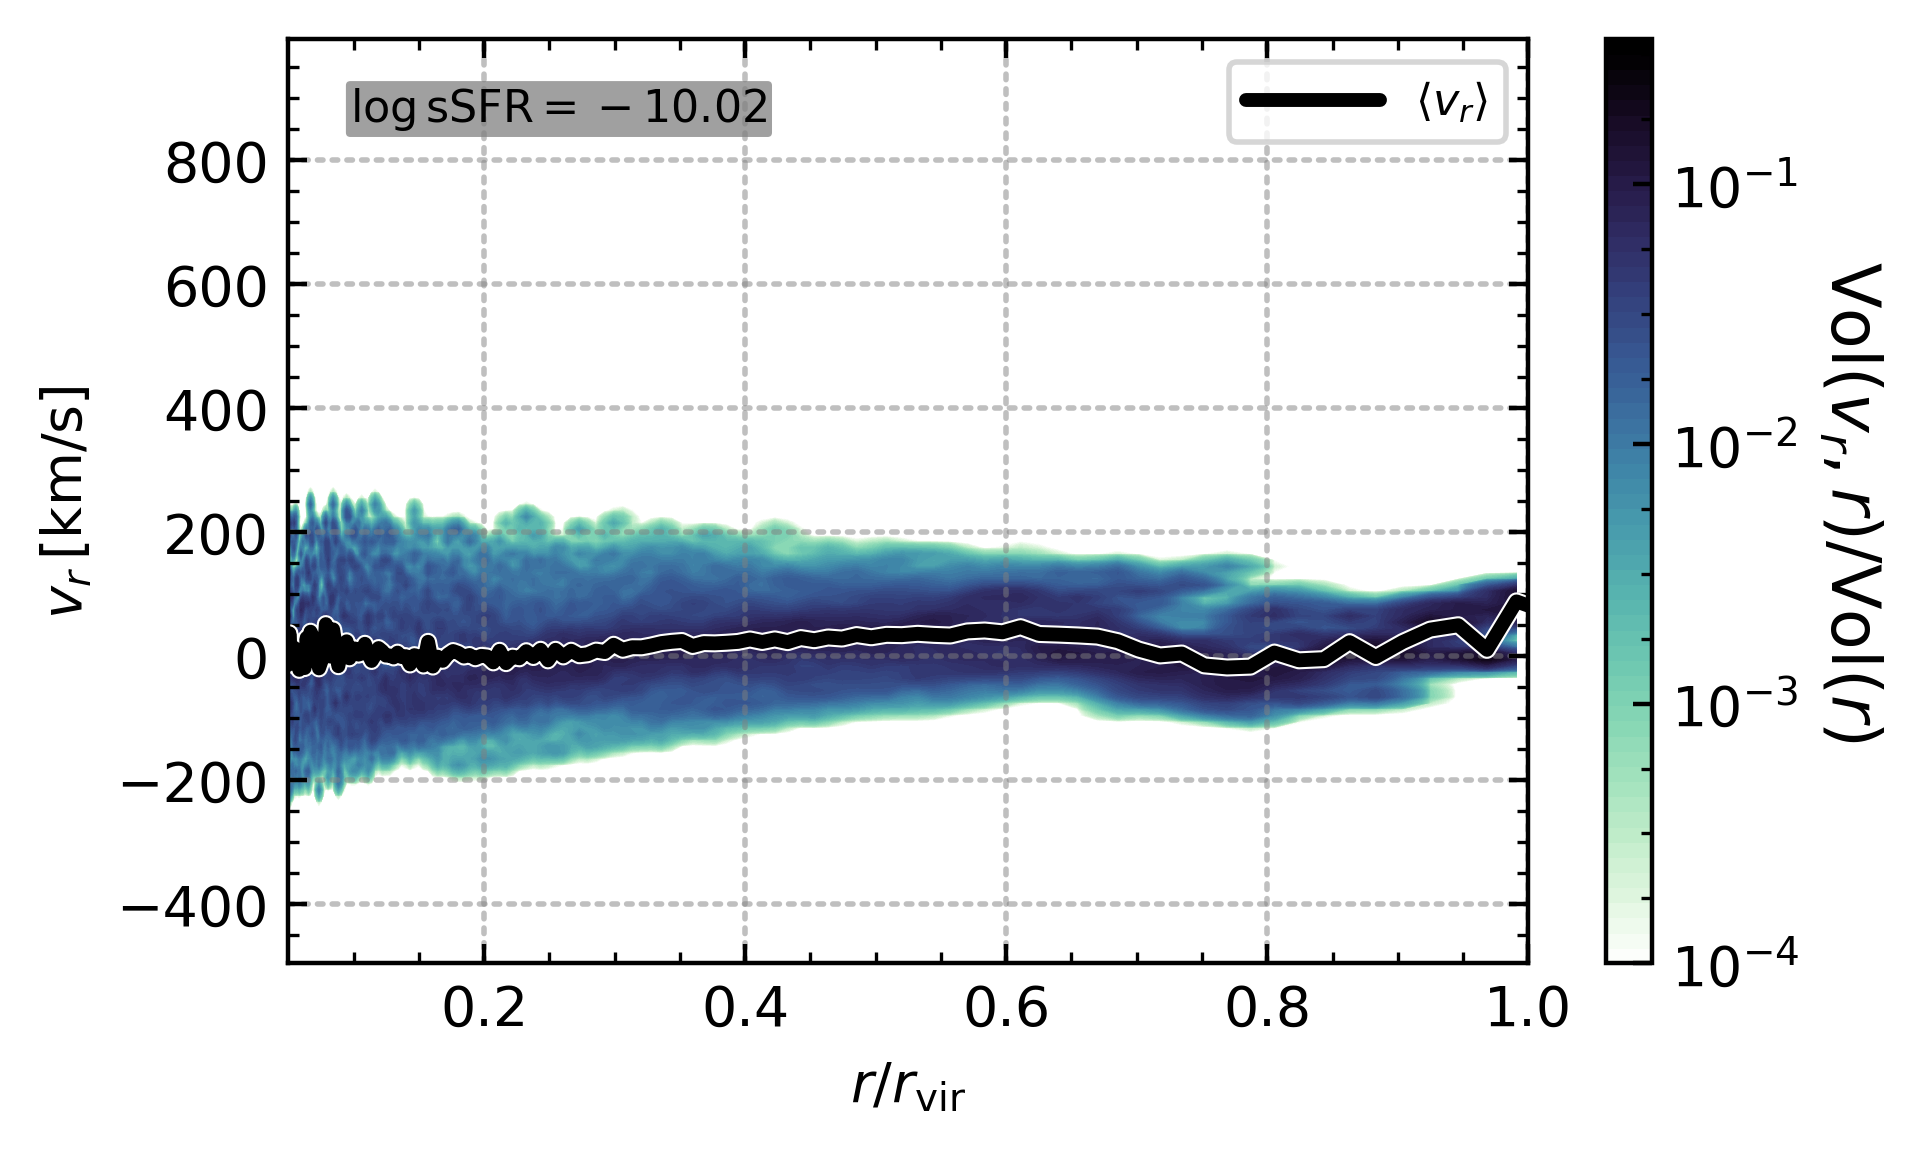 log sSFR = −10.02
⟨v_r⟩
v_r [km/s]
800
600
400
200
0
−200
−400
0.2 0.4 0.6 0.8 1.0
r/r_vir
10⁻¹
10⁻²
10⁻³
10⁻⁴
Vol(v_r, r)/Vol(r)